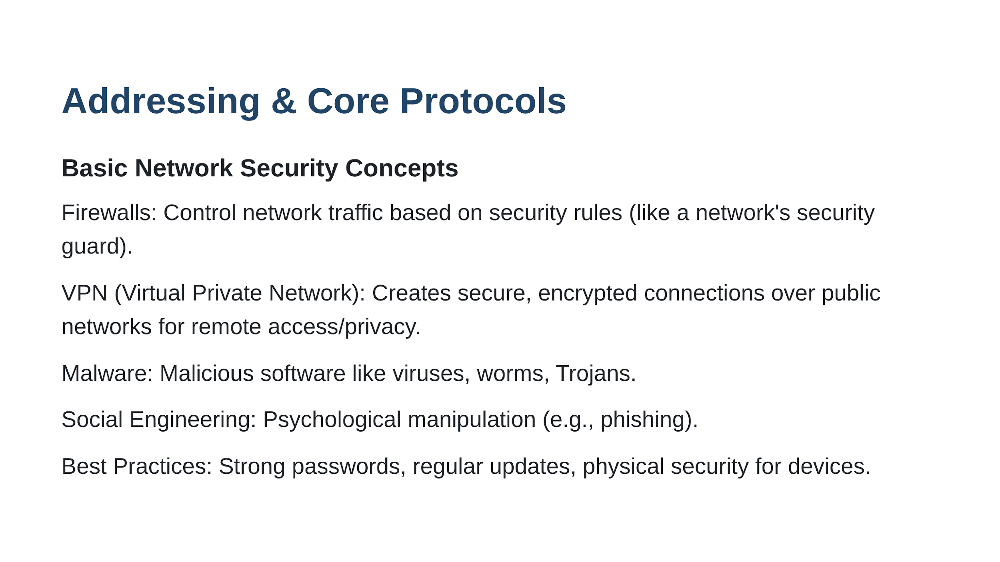 Addressing & Core Protocols
Basic Network Security Concepts
Firewalls: Control network traffic based on security rules (like a network's security
guard).
VPN (Virtual Private Network): Creates secure, encrypted connections over public
networks for remote access/privacy.
Malware: Malicious software like viruses, worms, Trojans.
Social Engineering: Psychological manipulation (e.g., phishing).
Best Practices: Strong passwords, regular updates, physical security for devices.